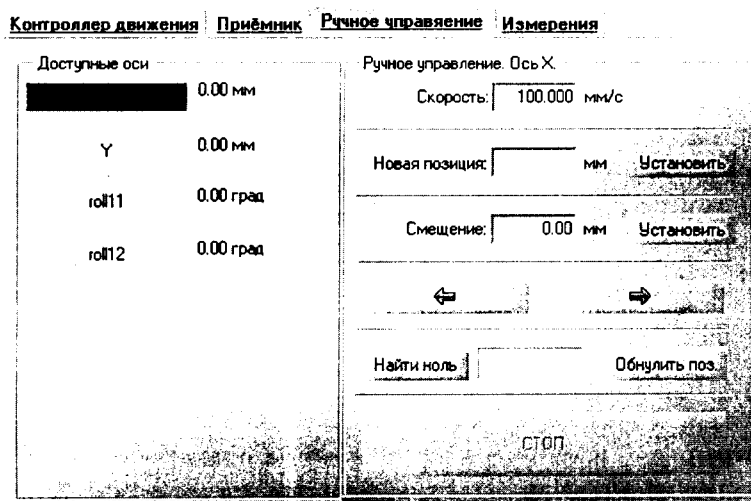 Контроллер движения Приёмник Ручное управяение Измерения
Доступные оси
0.00 мм
Y 0.00 мм
roll11 0.00 град
roll12 0.00 град
Ручное управление. Ось X.
Скорость: 100.000 мм/с
Новая позиция: мм Установить
Смещение: 0.00 мм Установить
Найти ноль Обнулить поз.
СТОП